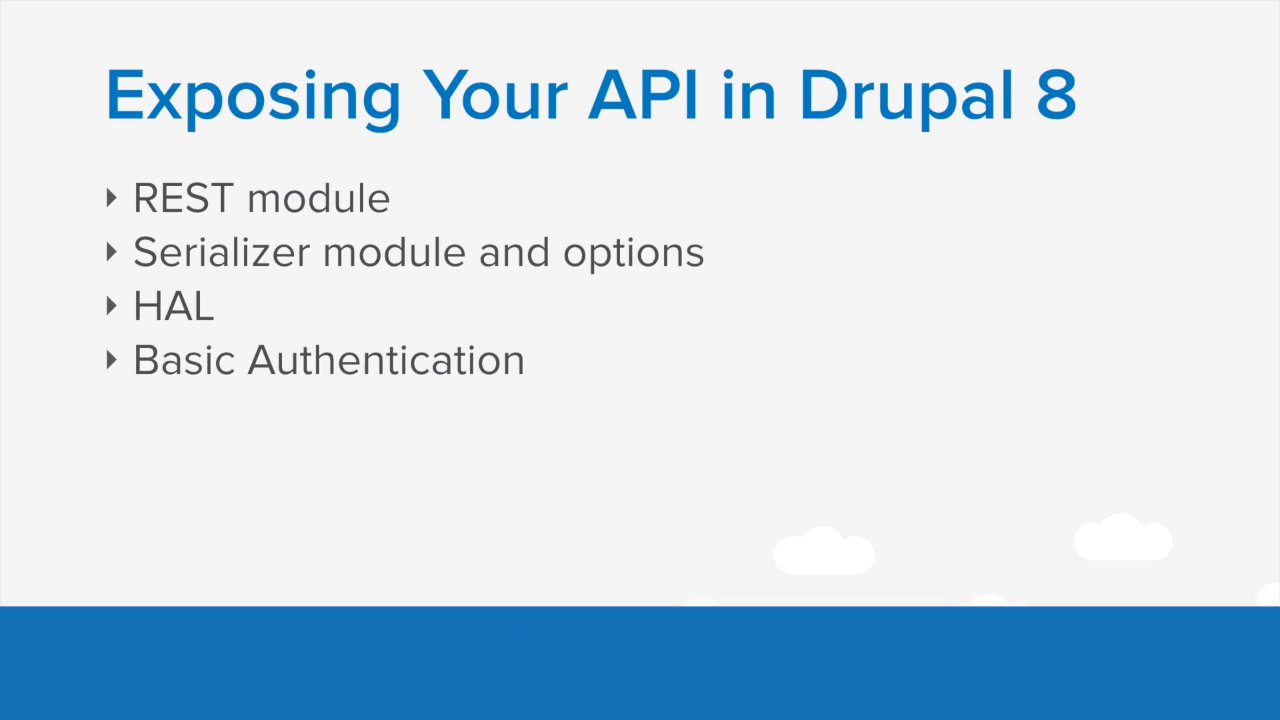 Exposing Your API in Drupal 8
REST module
Serializer module and options
HAL
Basic Authentication